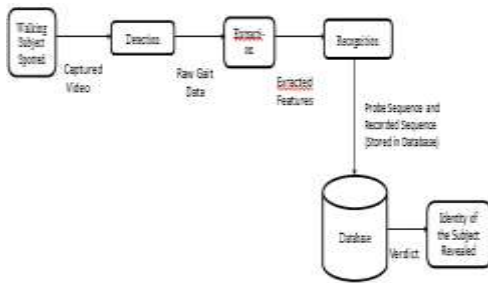 Walking
Subject
Spotted
Captured
Video
Detection
Raw Gait
Data
Extracted
Features
Recognition
Probe Sequence and
Recorded Sequence
(Stored in Database)
Database
Verdict
Identity of
the Subject
Revealed